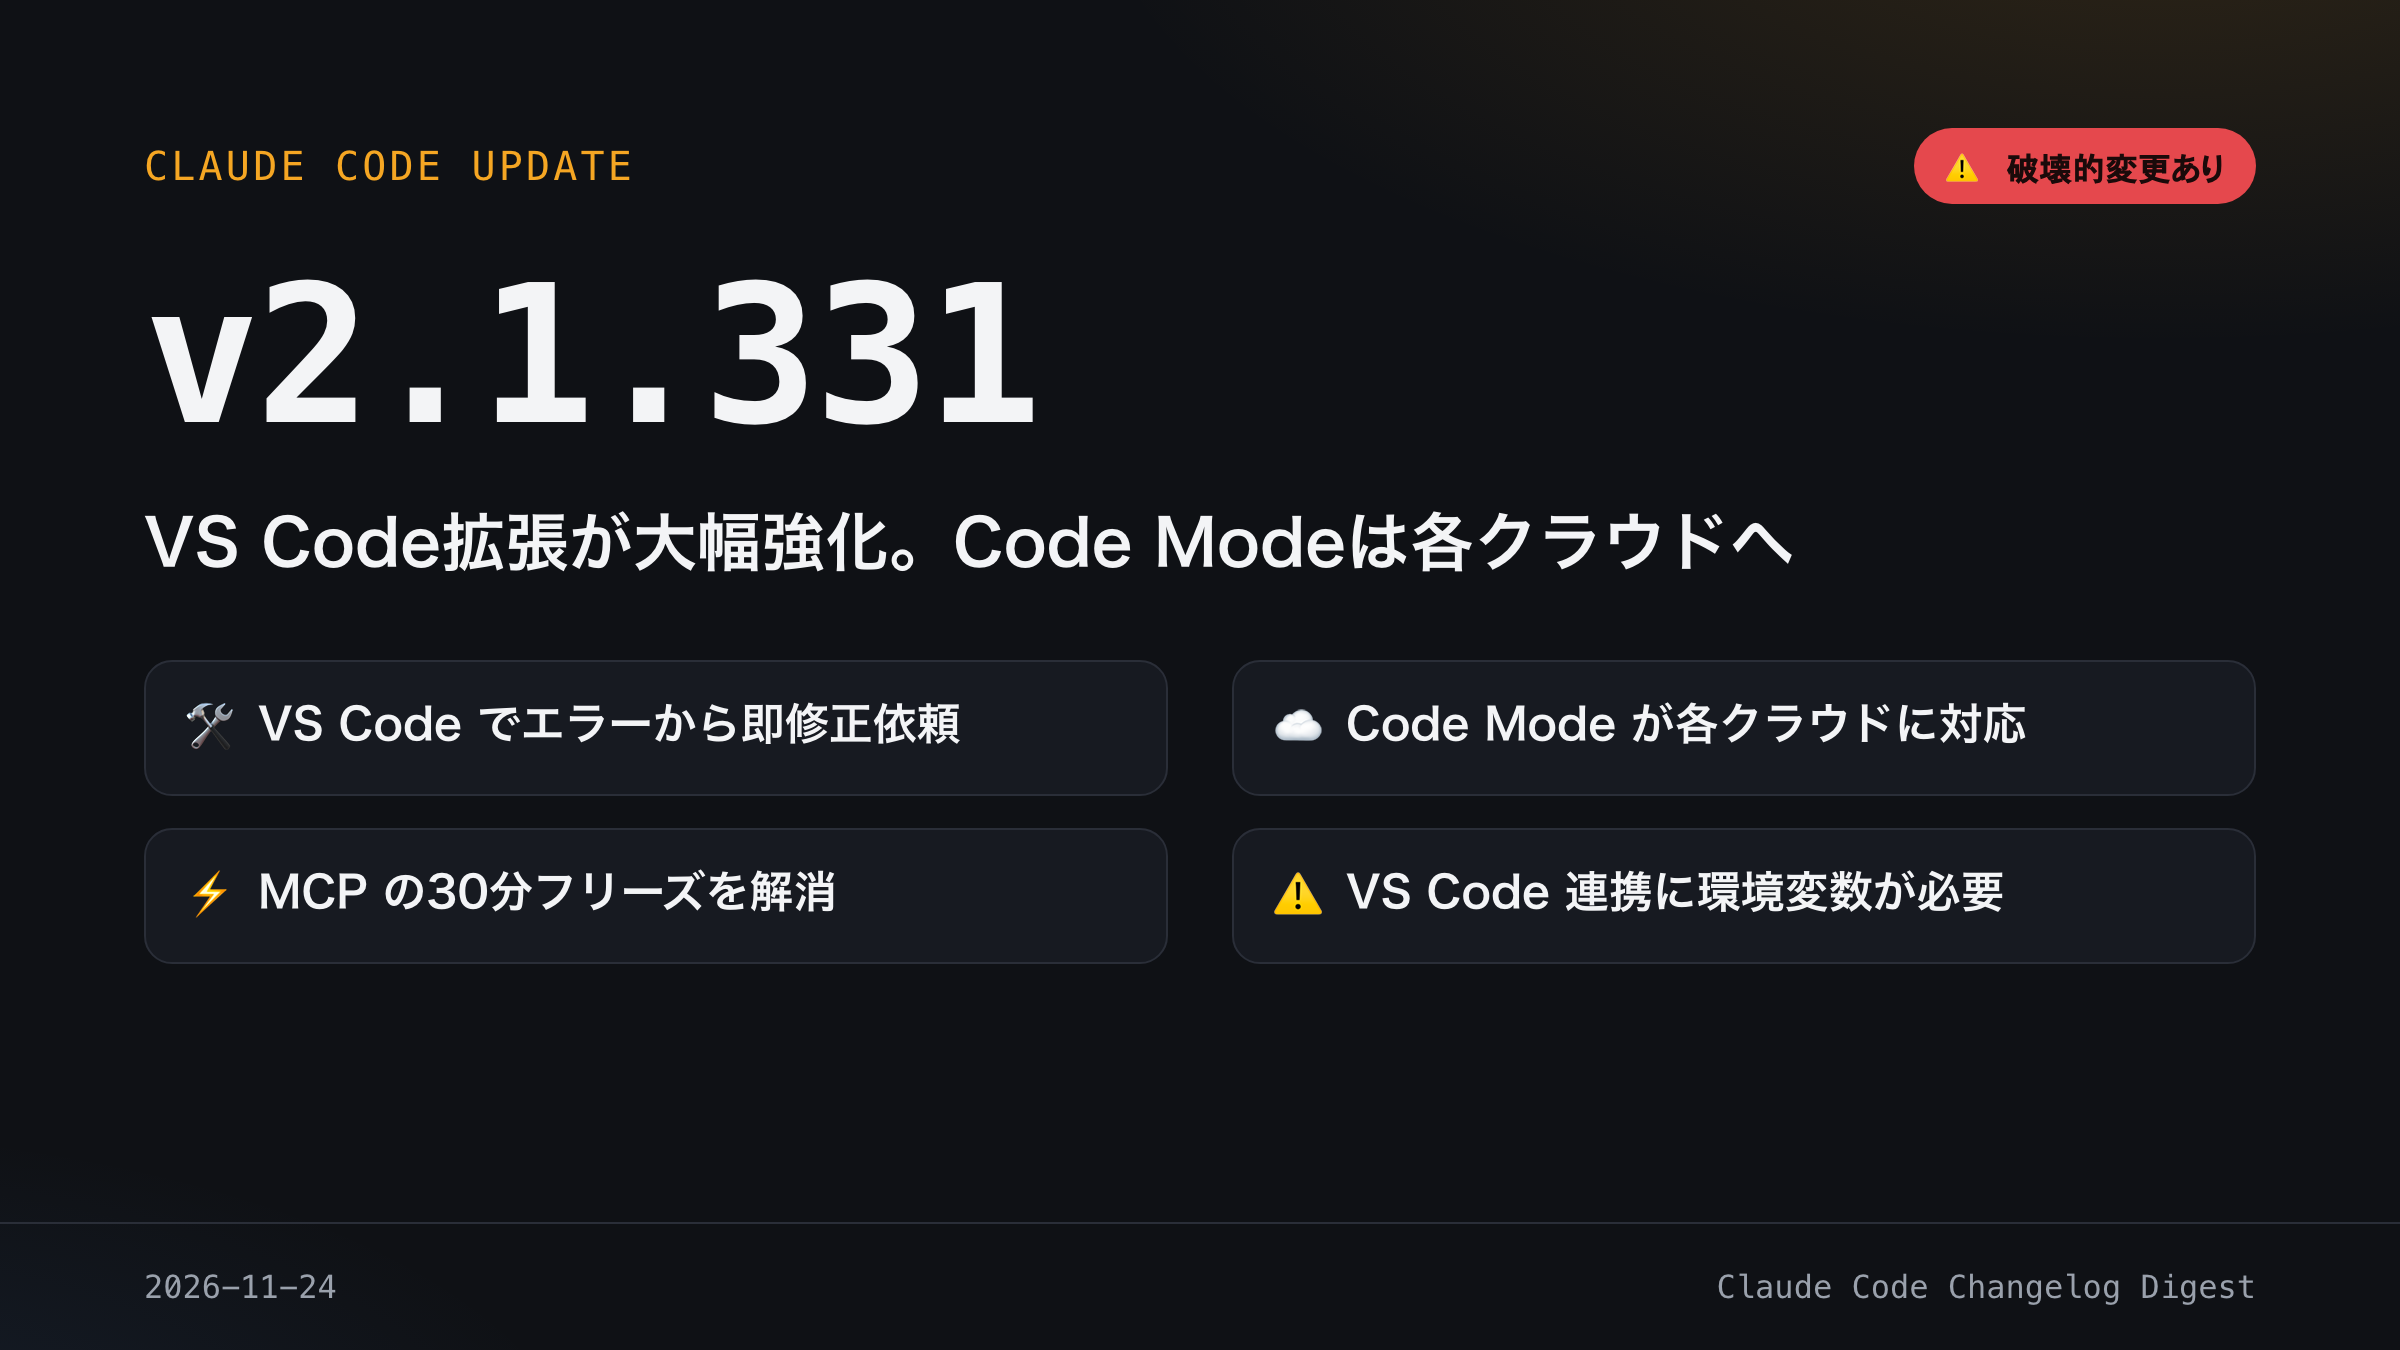 CLAUDE CODE UPDATE
⚠️ 破壊的変更あり
v2.1.331
VS Code拡張が大幅強化。Code Modeは各クラウドへ
🛠️ VS Code でエラーから即修正依頼
☁️ Code Mode が各クラウドに対応
⚡ MCP の30分フリーズを解消
⚠️ VS Code 連携に環境変数が必要
2026-11-24
Claude Code Changelog Digest